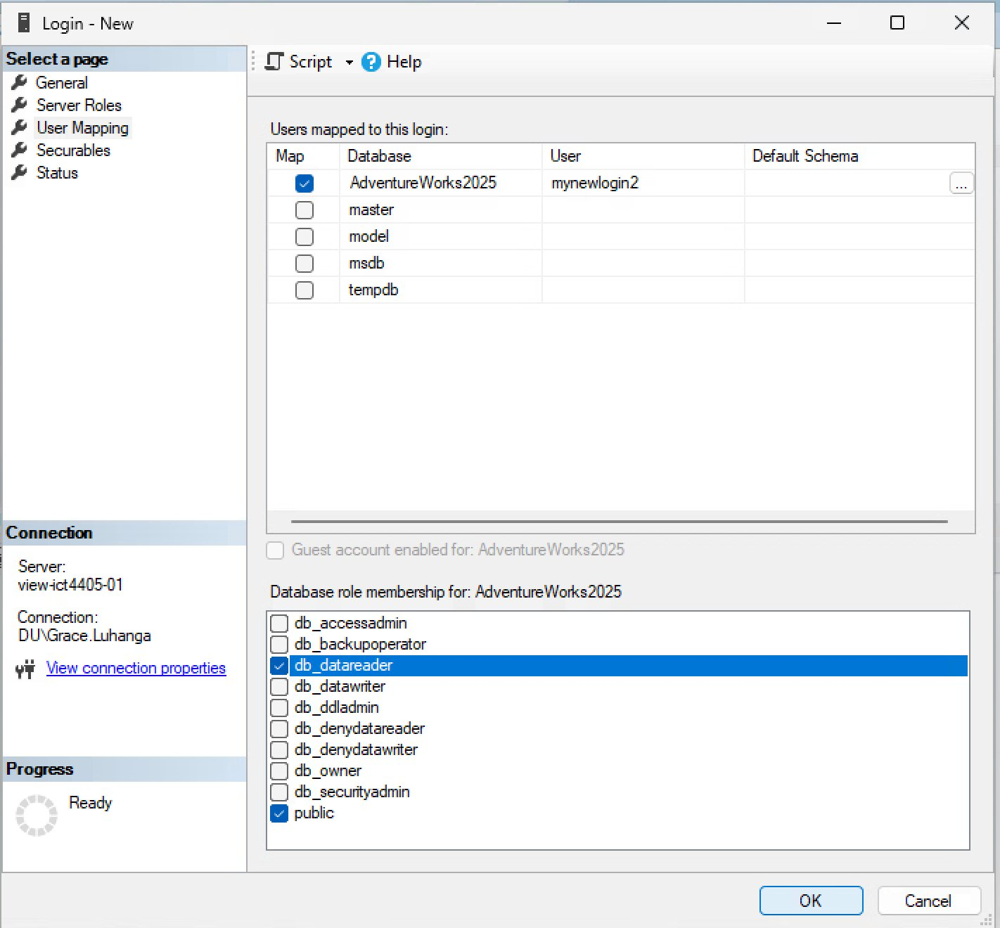 Login - New
Select a page
General
Server Roles
User Mapping
Securables
Status
Script Help
Users mapped to this login:
Map Database User Default Schema
AdventureWorks2025 mynewlogin2 ...
master
model
msdb
tempdb
Guest account enabled for: AdventureWorks2025
Database role membership for: AdventureWorks2025
db_accessadmin
db_backupoperator
db_datareader
db_datawriter
db_ddladmin
db_denydatareader
db_denydatawriter
db_owner
db_securityadmin
public
Connection
Server:
view-ict4405-01
Connection:
DU\Grace.Luhanga
View connection properties
Progress
Ready
OK Cancel